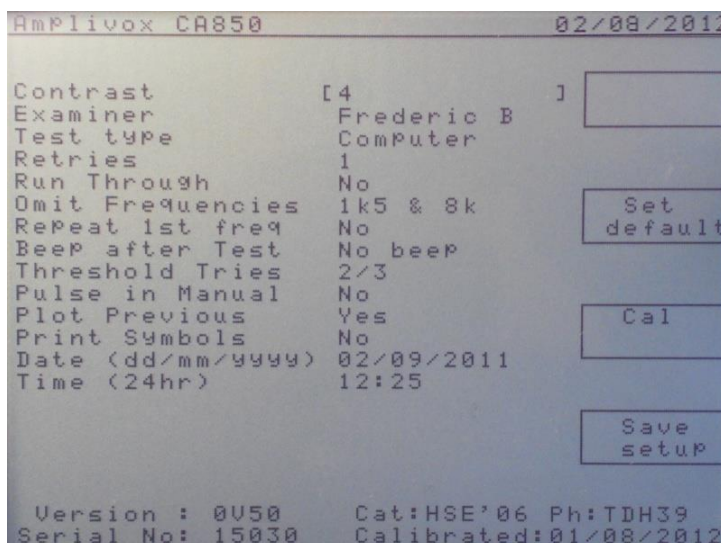 Amplivox CA850 02/08/2012
Contrast [4 ]
Examiner Frederic B
Test type Computer
Retries 1
Run Through No
Omit Frequencies 1k5 & 8k
Repeat 1st freq No
Beep after Test No beep
Threshold Tries 2/3
Pulse in Manual No
Plot Previous Yes
Print Symbols No
Date (dd/mm/yyyy) 02/09/2011
Time (24hr) 12:25
Set
default
Cal
Save
setup
Version : 0V50 Cat:HSE'06 Ph:TDH39
Serial No: 15030 Calibrated:01/08/2012